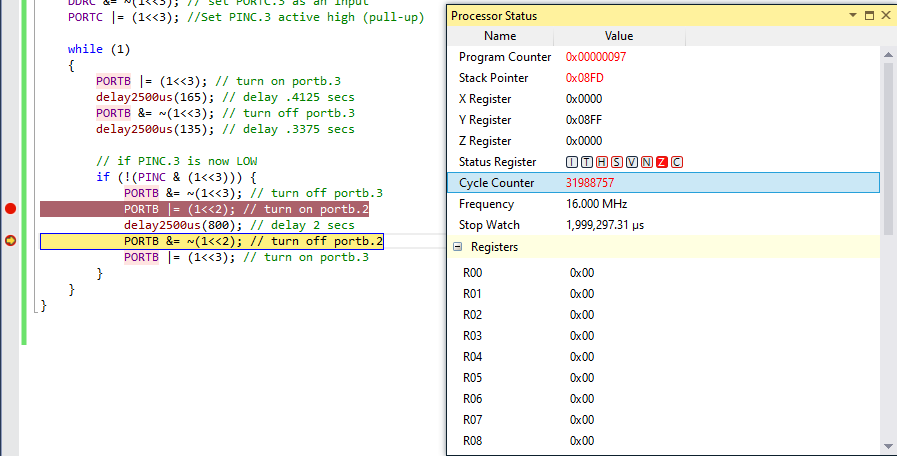 DDRC &= ~(1<<3); // set PORTC.3 as an input
PORTC |= (1<<3); //Set PINC.3 active high (pull-up)
while (1)
{
PORTB |= (1<<3); // turn on portb.3
delay2500us(165); // delay .4125 secs
PORTB &= ~(1<<3); // turn off portb.3
delay2500us(135); // delay .3375 secs
// if PINC.3 is now LOW
if (!(PINC & (1<<3))) {
PORTB &= ~(1<<3); // turn off portb.3
PORTB |= (1<<2); // turn on portb.2
delay2500us(800); // delay 2 secs
PORTB &= ~(1<<2); // turn off portb.2
PORTB |= (1<<3); // turn on portb.3
}
}
}
Processor Status
Name Value
Program Counter 0x00000097
Stack Pointer 0x08FD
X Register 0x0000
Y Register 0x08FF
Z Register 0x0000
Status Register I T H S V N Z C
Cycle Counter 31988757
Frequency 16.000 MHz
Stop Watch 1,999,297.31 µs
Registers
R00 0x00
R01 0x00
R02 0x00
R03 0x00
R04 0x00
R05 0x00
R06 0x00
R07 0x00
R08 0x00